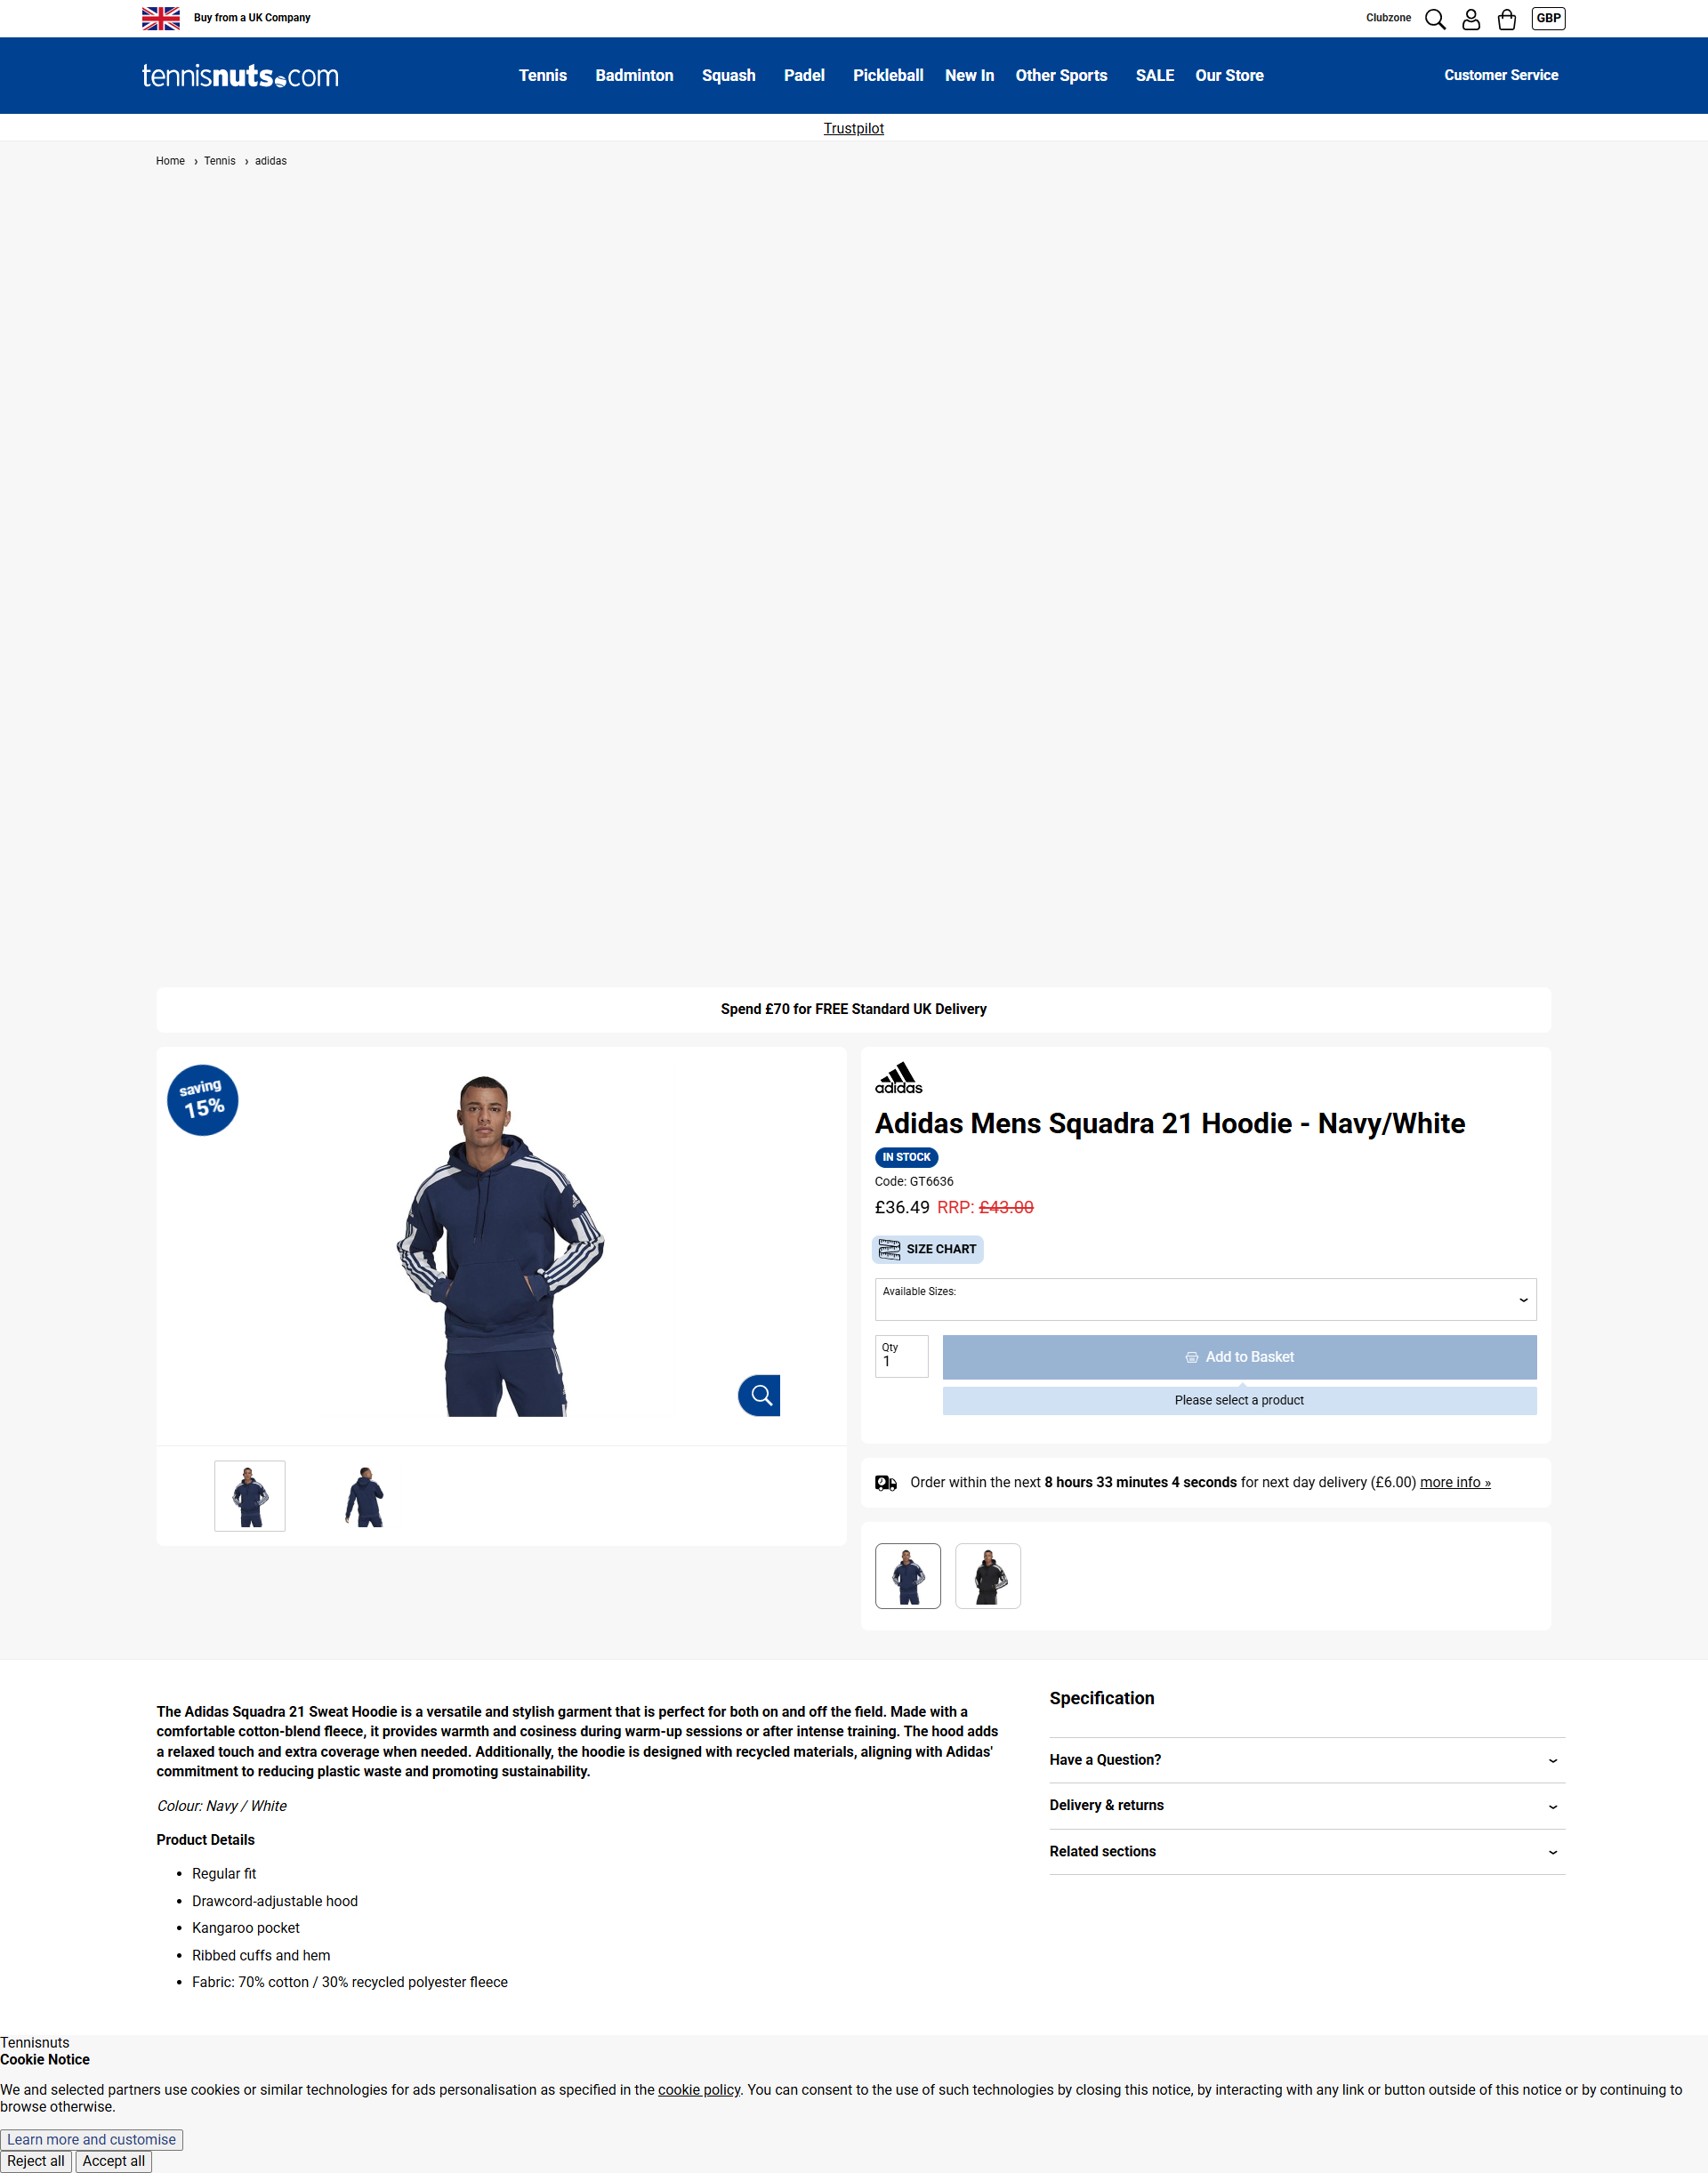 Buy from a UK Company
Clubzone
GBP
tennisnuts.com
Tennis Badminton Squash Padel Pickleball New In Other Sports SALE Our Store
Customer Service
Trustpilot
Home › Tennis › adidas
Spend £70 for FREE Standard UK Delivery
saving
15%
adidas
Adidas Mens Squadra 21 Hoodie - Navy/White
IN STOCK
Code: GT6636
£36.49 RRP: £43.00
SIZE CHART
Available Sizes:
Qty
1
Add to Basket
Please select a product
Order within the next 8 hours 33 minutes 4 seconds for next day delivery (£6.00) more info »
The Adidas Squadra 21 Sweat Hoodie is a versatile and stylish garment that is perfect for both on and off the field. Made with a
comfortable cotton-blend fleece, it provides warmth and cosiness during warm-up sessions or after intense training. The hood adds
a relaxed touch and extra coverage when needed. Additionally, the hoodie is designed with recycled materials, aligning with Adidas'
commitment to reducing plastic waste and promoting sustainability.
Colour: Navy / White
Product Details
• Regular fit
• Drawcord-adjustable hood
• Kangaroo pocket
• Ribbed cuffs and hem
• Fabric: 70% cotton / 30% recycled polyester fleece
Specification
Have a Question?
Delivery & returns
Related sections
Tennisnuts
Cookie Notice
We and selected partners use cookies or similar technologies for ads personalisation as specified in the cookie policy. You can consent to the use of such technologies by closing this notice, by interacting with any link or button outside of this notice or by continuing to
browse otherwise.
Learn more and customise
Reject all Accept all